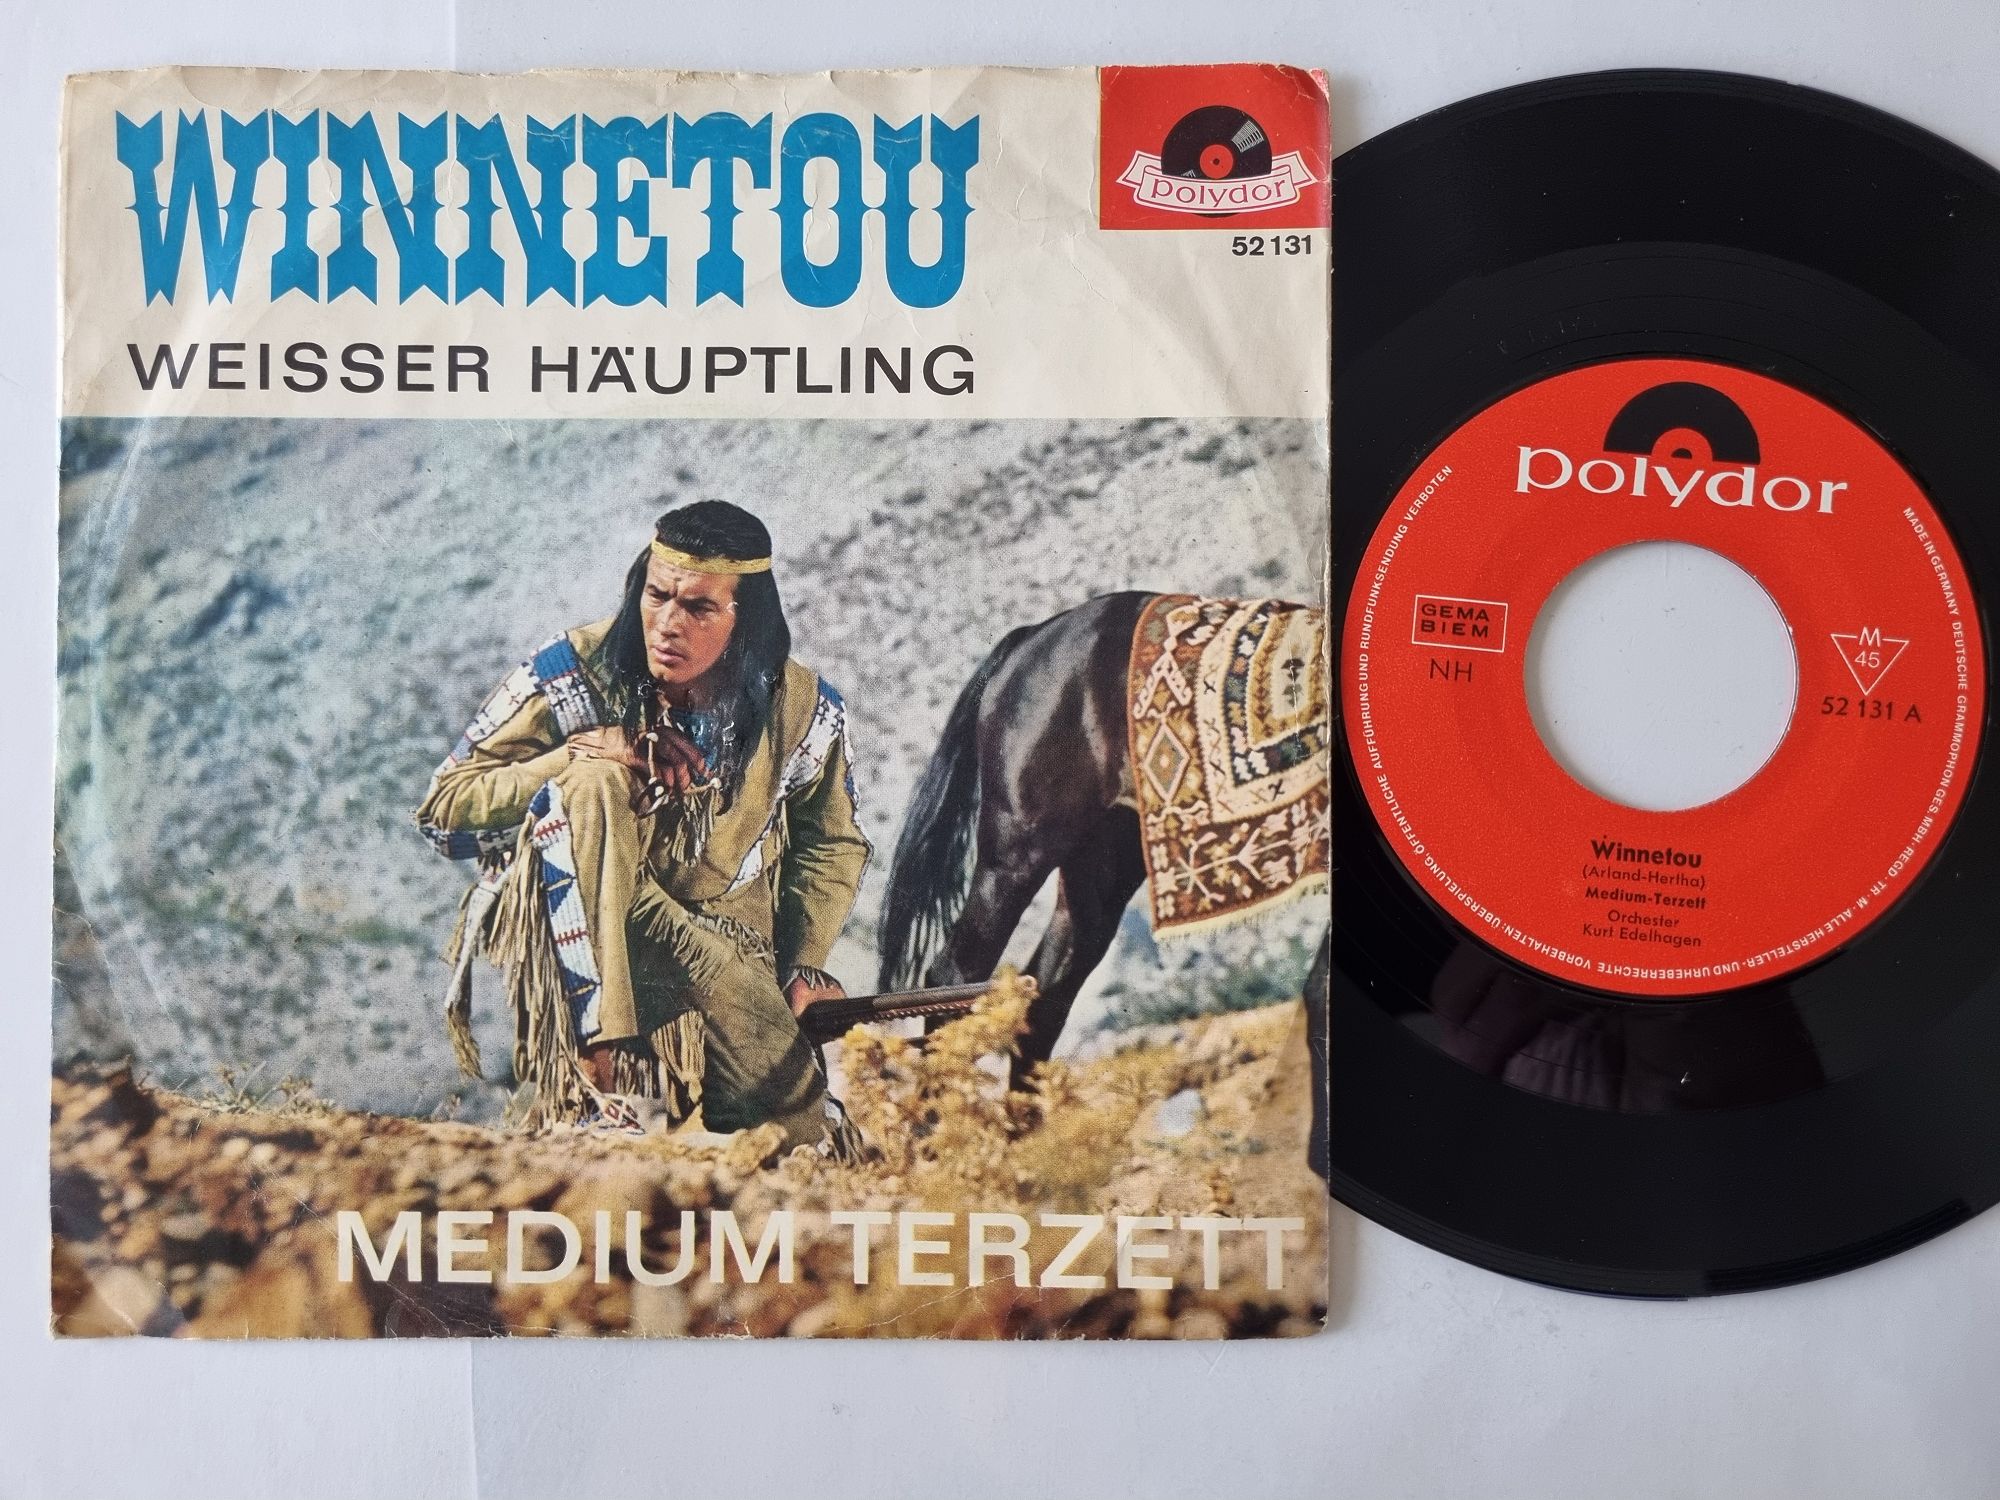 WINNETOU
WEISSER HÄUPTLING
polydor
52 131
MEDIUM TERZETT
polydor
MADE IN GERMANY DEUTSCHE GRAMMOPHON GES. MBH · REGD · TR · M · ALLE HERSTELLER- UND URHEBERRECHTE VORBEHALTEN: ÜBERSPIELUNG, ÖFFENTLICHE AUFFÜHRUNG UND RUNDFUNKSENDUNG VERBOTEN
GEMA
BIEM
NH
M
45
52 131 A
Winnetou
(Arland-Hertha)
Medium-Terzett
Orchester
Kurt Edelhagen